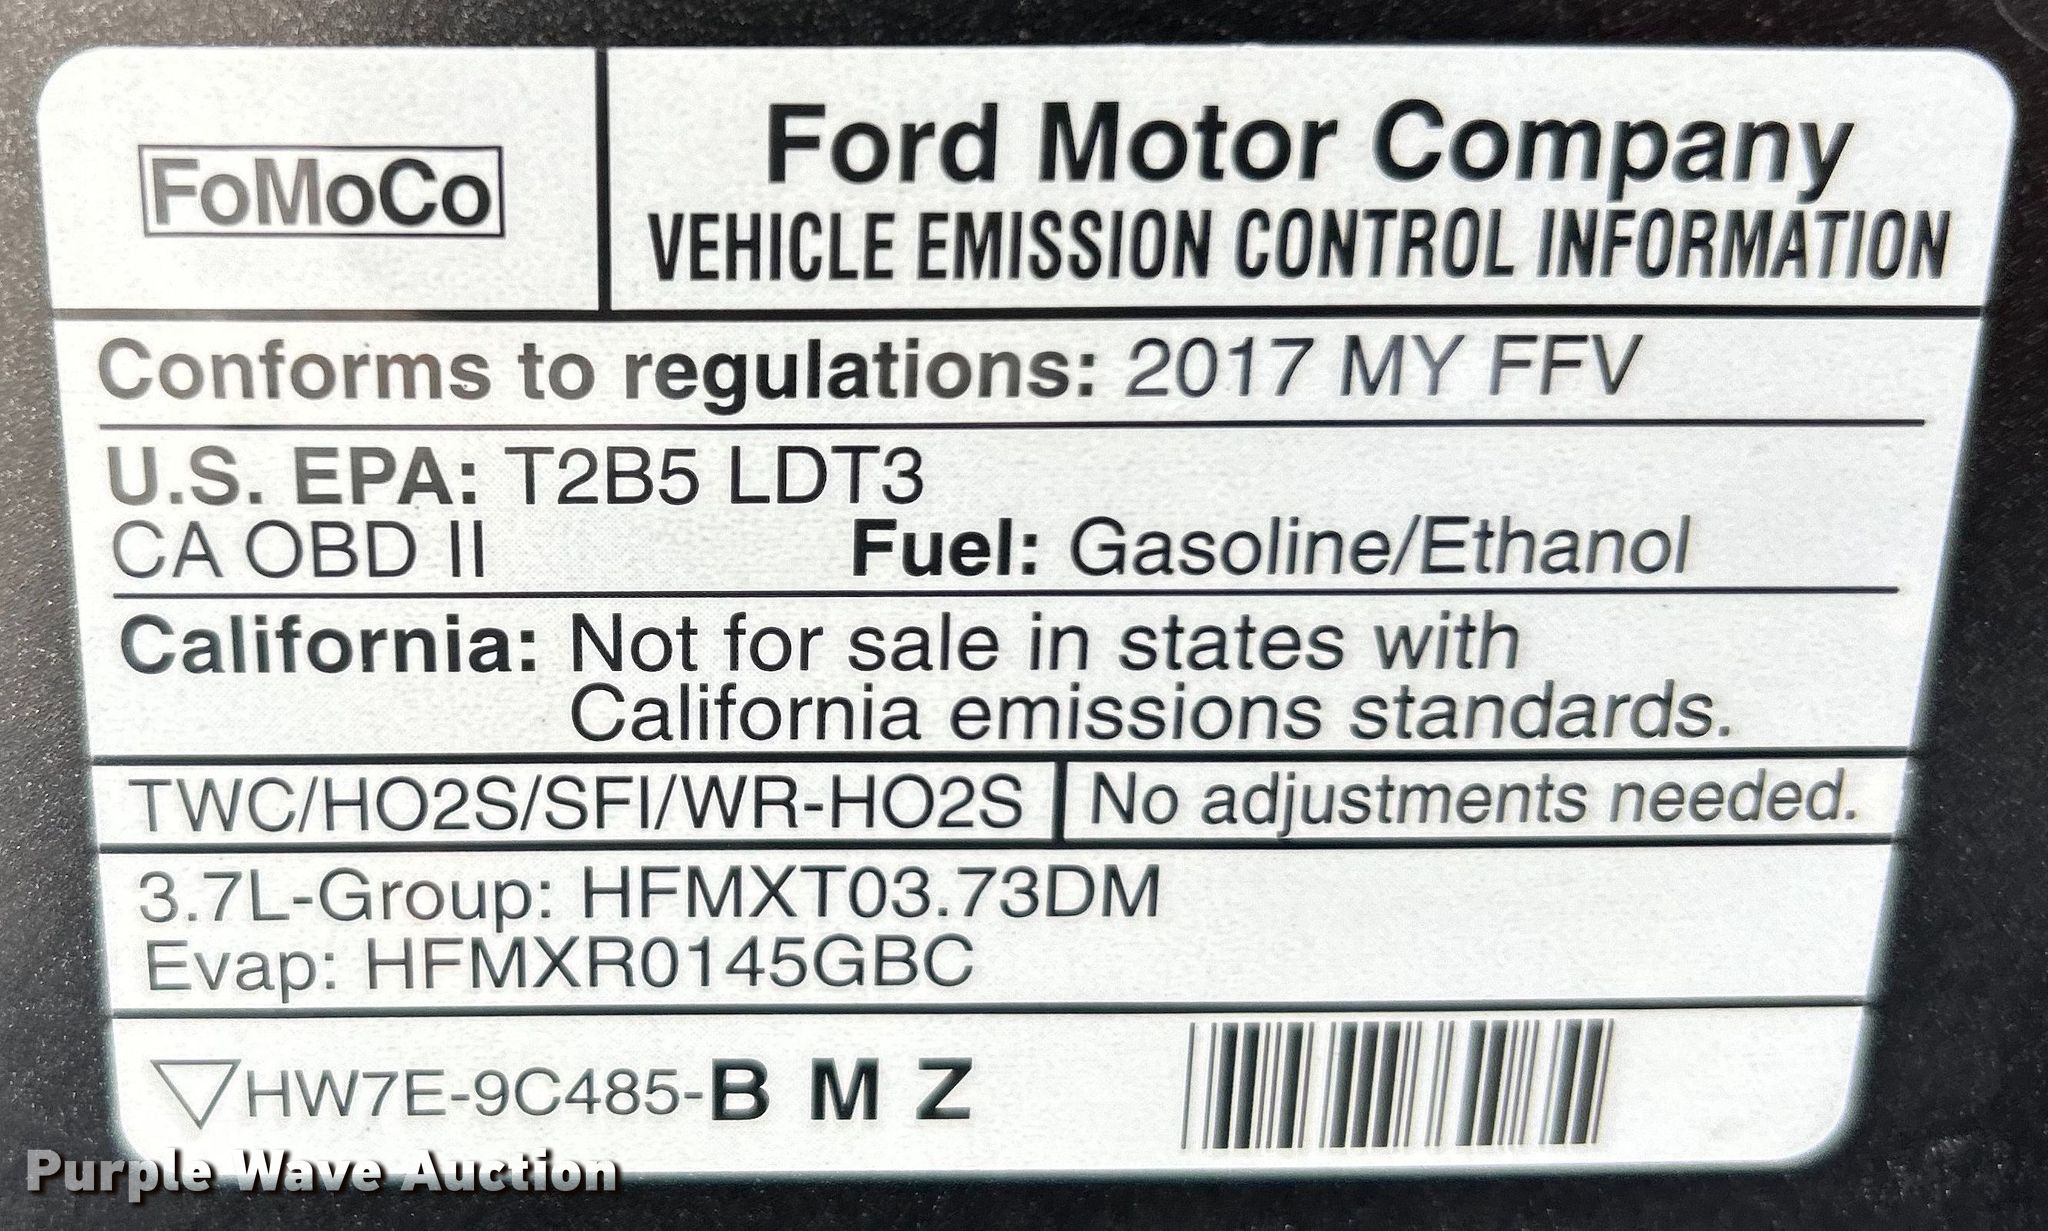 FoMoCo
Ford Motor Company
VEHICLE EMISSION CONTROL INFORMATION
Conforms to regulations: 2017 MY FFV
U.S. EPA: T2B5 LDT3
CA OBD II Fuel: Gasoline/Ethanol
California: Not for sale in states with
California emissions standards.
TWC/HO2S/SFI/WR-HO2S No adjustments needed.
3.7L-Group: HFMXT03.73DM
Evap: HFMXR0145GBC
HW7E-9C485-B M Z
Purple Wave Auction